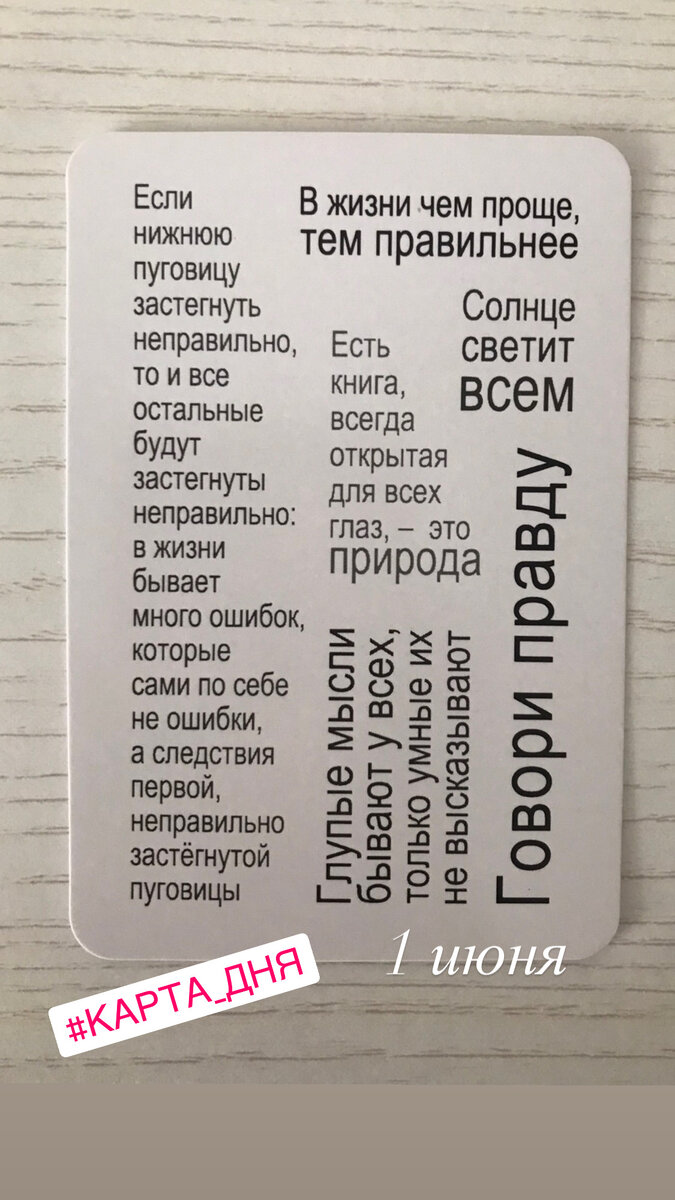 Если
нижнюю
пуговицу
застегнуть
неправильно,
то и все
остальные
будут
застегнуты
неправильно:
в жизни
бывает
много ошибок,
которые
сами по себе
не ошибки,
а следствия
первой,
неправильно
застёгнутой
пуговицы
В жизни чем проще,
тем правильнее
Солнце
светит
всем
Есть
книга,
всегда
открытая
для всех
глаз, – это
природа
Глупые мысли
бывают у всех,
только умные их
не высказывают
Говори правду
1 июня
#КАРТА_ДНЯ